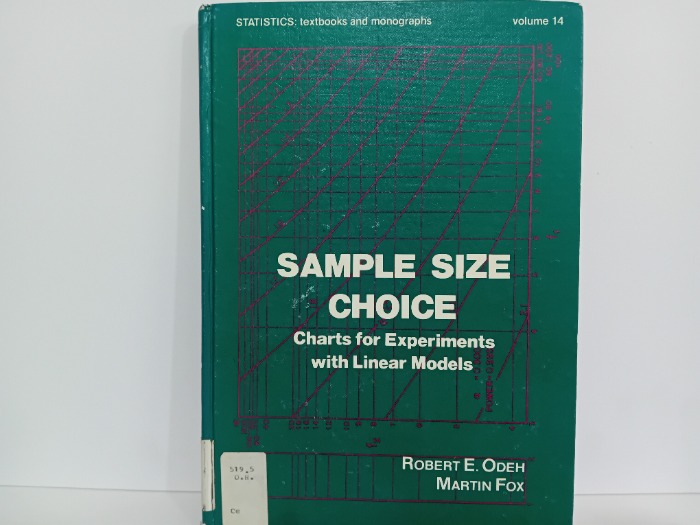 STATISTICS: textbooks and monographs volume 14
SAMPLE SIZE
CHOICE
Charts for Experiments
with Linear Models
ROBERT E. ODEH
MARTIN FOX
519.5
O.H.